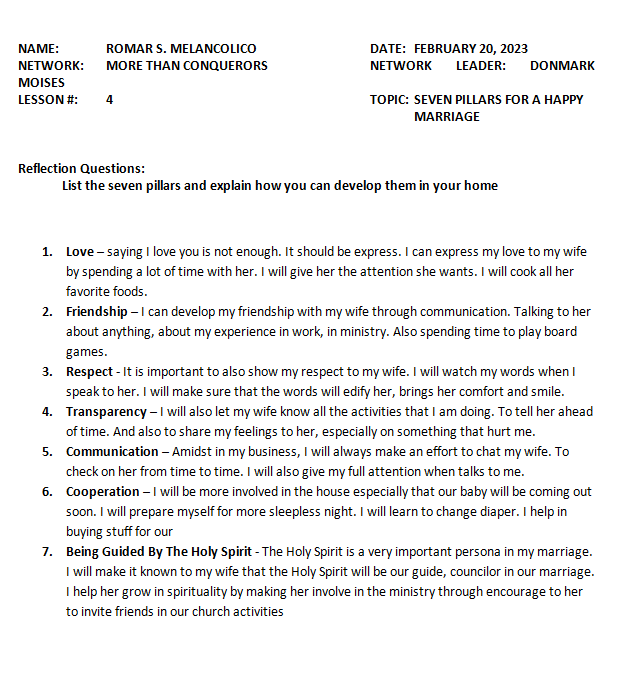 NAME: ROMAR S. MELANCOLICO DATE: FEBRUARY 20, 2023
NETWORK: MORE THAN CONQUERORS NETWORK LEADER: DONMARK
MOISES
LESSON #: 4 TOPIC: SEVEN PILLARS FOR A HAPPY
MARRIAGE
Reflection Questions:
List the seven pillars and explain how you can develop them in your home
1. Love – saying I love you is not enough. It should be express. I can express my love to my wife
by spending a lot of time with her. I will give her the attention she wants. I will cook all her
favorite foods.
2. Friendship – I can develop my friendship with my wife through communication. Talking to her
about anything, about my experience in work, in ministry. Also spending time to play board
games.
3. Respect - It is important to also show my respect to my wife. I will watch my words when I
speak to her. I will make sure that the words will edify her, brings her comfort and smile.
4. Transparency – I will also let my wife know all the activities that I am doing. To tell her ahead
of time. And also to share my feelings to her, especially on something that hurt me.
5. Communication – Amidst in my business, I will always make an effort to chat my wife. To
check on her from time to time. I will also give my full attention when talks to me.
6. Cooperation – I will be more involved in the house especially that our baby will be coming out
soon. I will prepare myself for more sleepless night. I will learn to change diaper. I help in
buying stuff for our
7. Being Guided By The Holy Spirit - The Holy Spirit is a very important persona in my marriage.
I will make it known to my wife that the Holy Spirit will be our guide, councilor in our marriage.
I help her grow in spirituality by making her involve in the ministry through encourage to her
to invite friends in our church activities